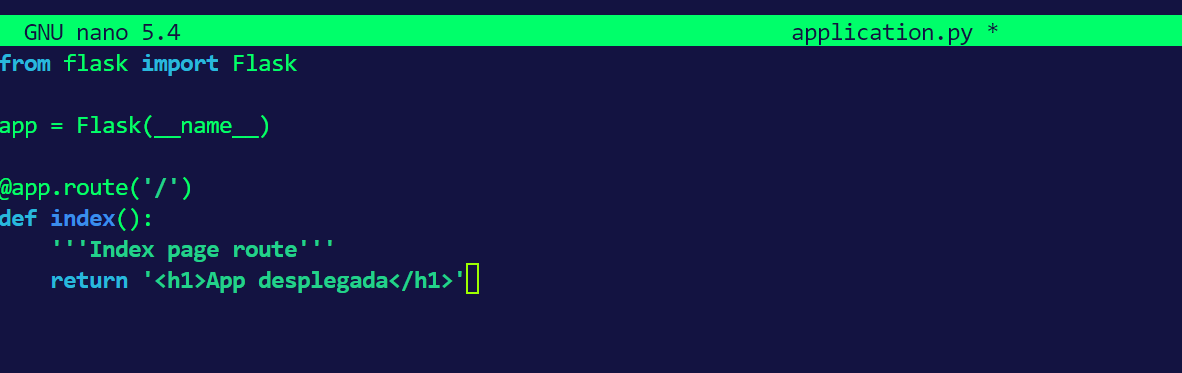 GNU nano 5.4 application.py *
from flask import Flask
app = Flask(__name__)
@app.route('/')
def index():
    '''Index page route'''
    return '<h1>App desplegada</h1>'